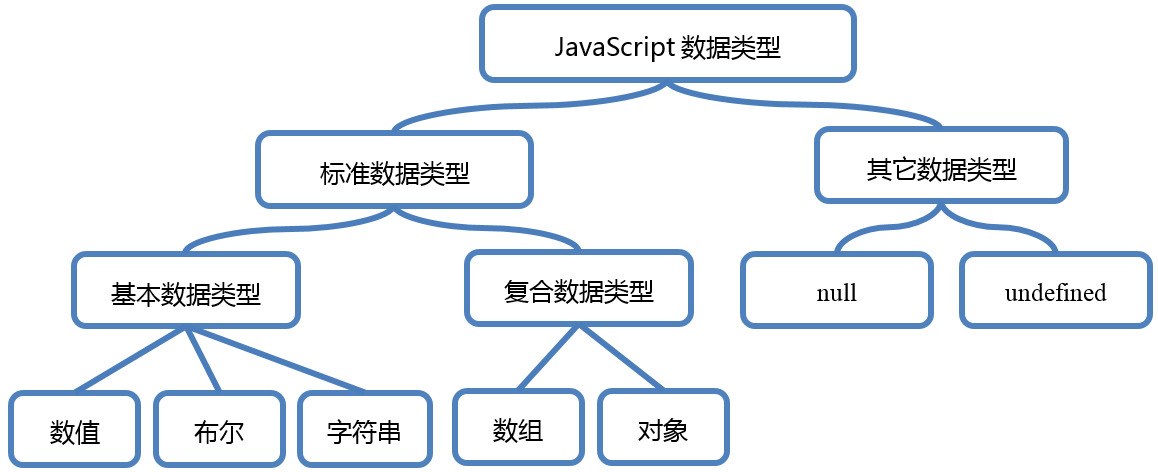 JavaScript 数据类型
标准数据类型
其它数据类型
基本数据类型
复合数据类型
null
undefined
数值
布尔
字符串
数组
对象